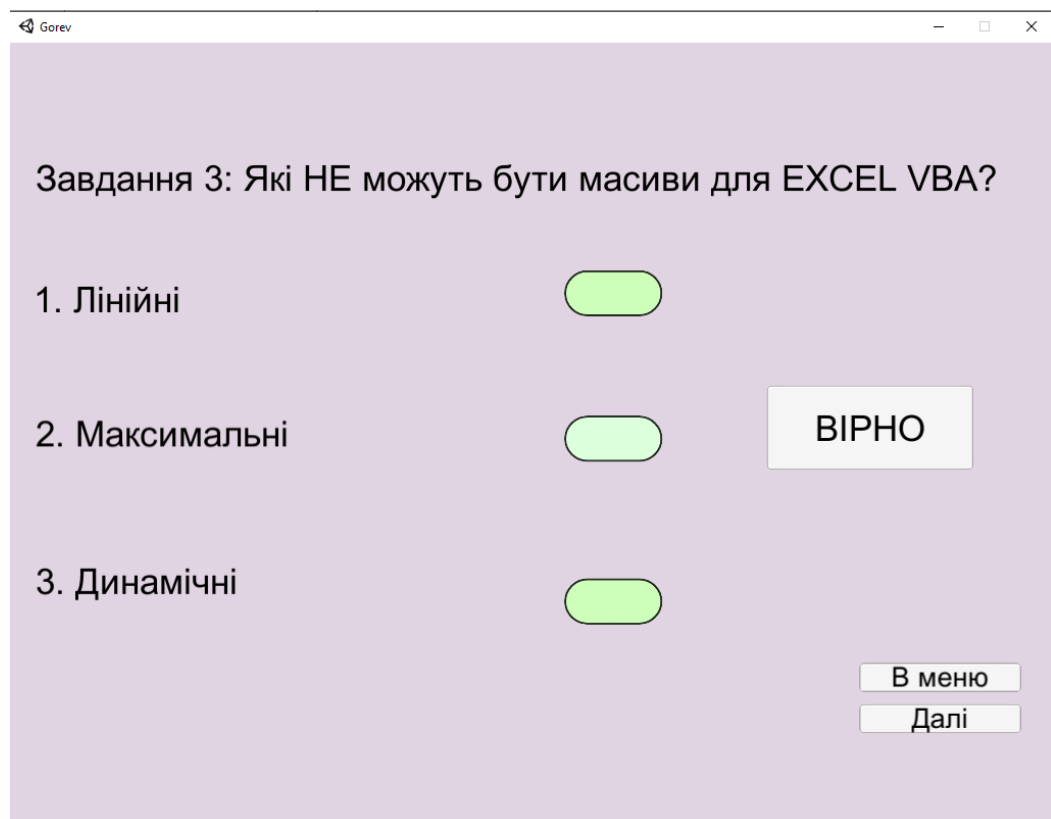 Gorev
Завдання 3: Які НЕ можуть бути масиви для EXCEL VBA?
1. Лінійні
2. Максимальні
ВІРНО
3. Динамічні
В меню
Далі